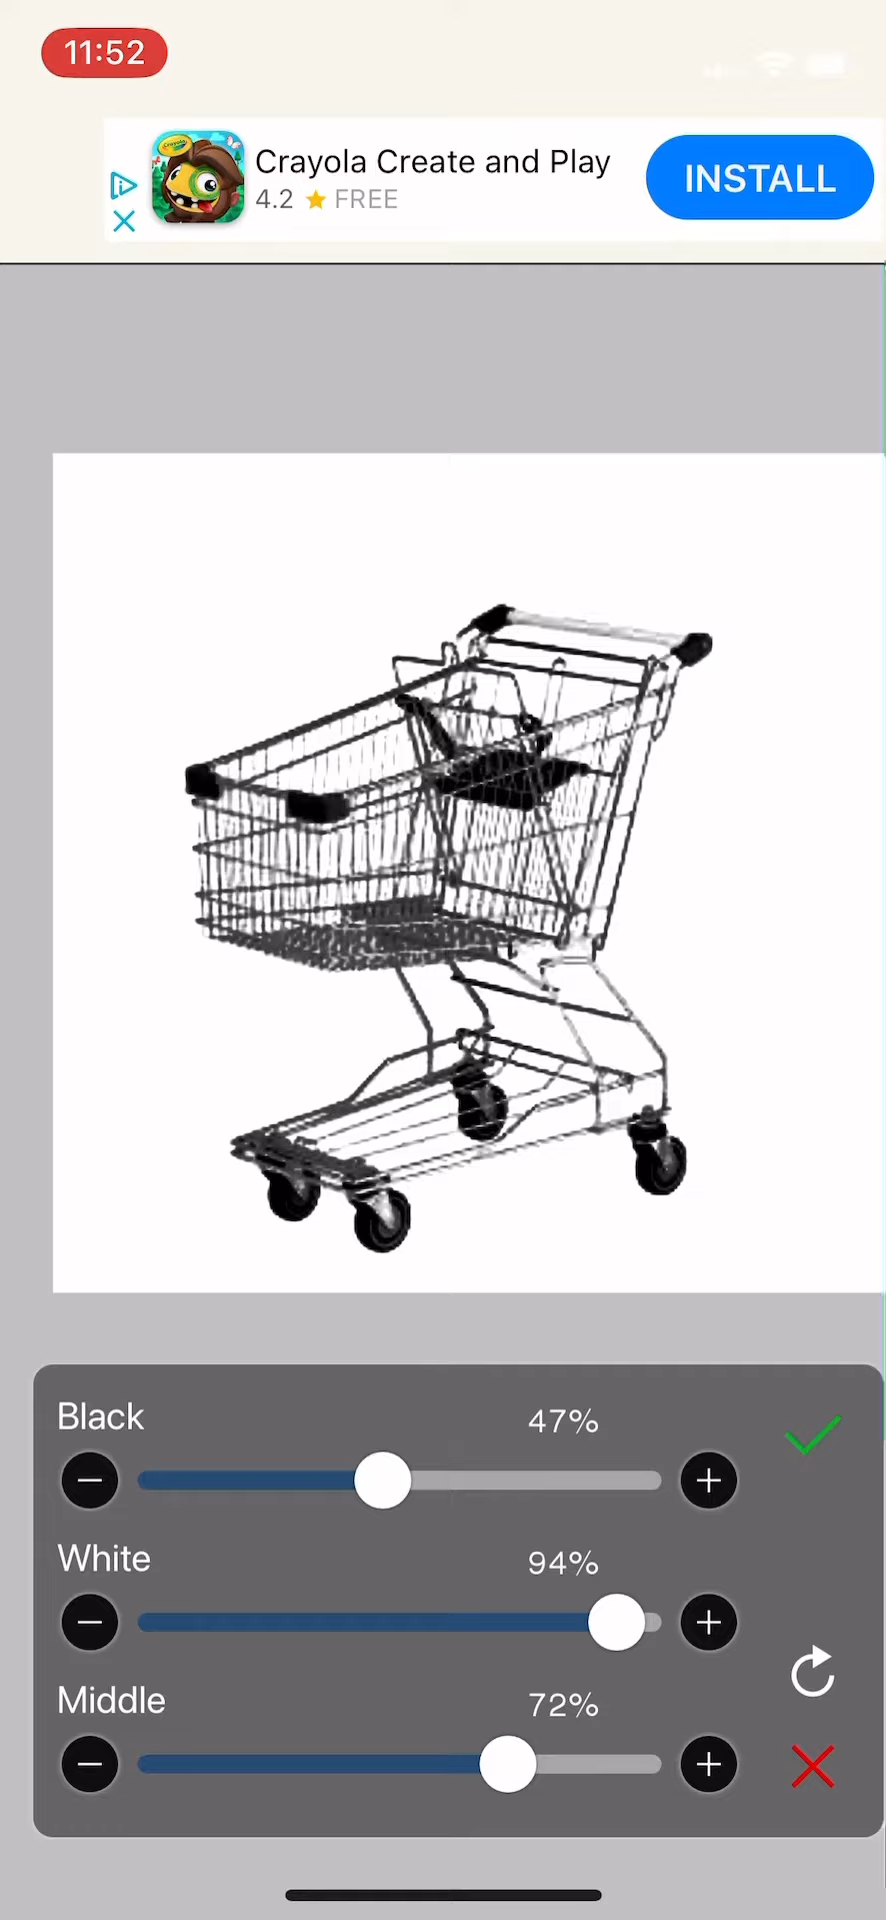 11:52
Crayola Create and Play
4.2 ★ FREE
INSTALL
Black 47%
White 94%
Middle 72%